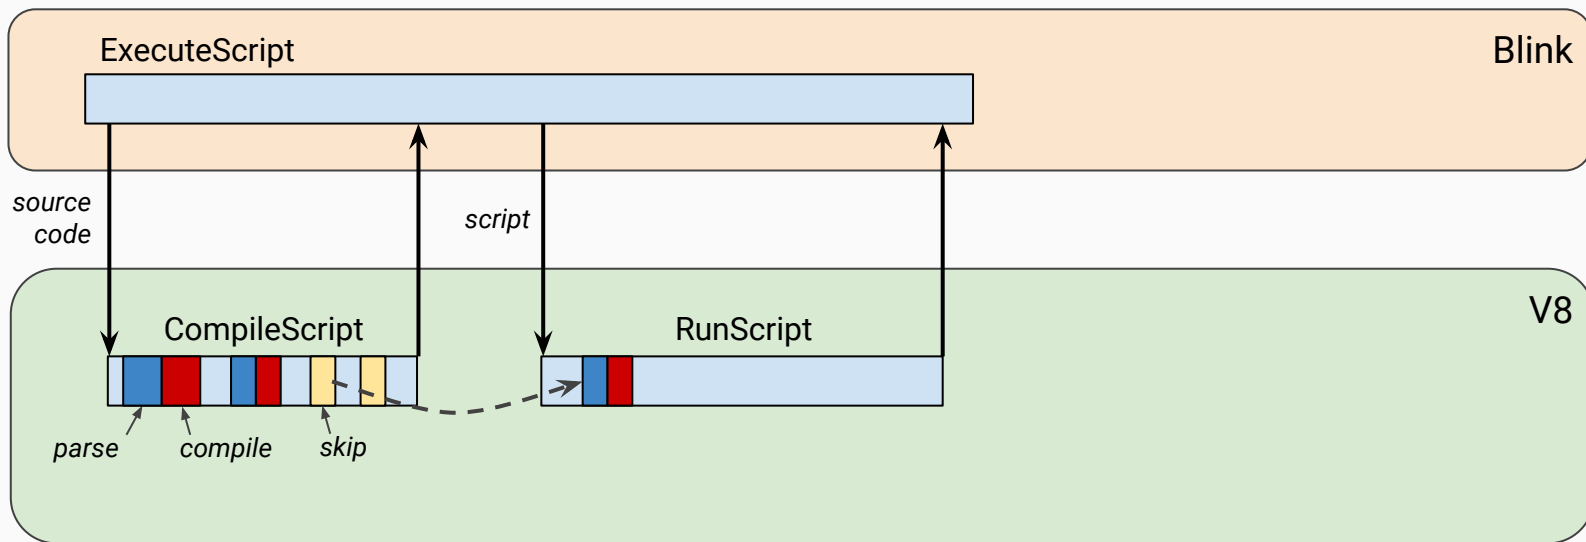 ExecuteScript
Blink
source
code
script
V8
CompileScript
RunScript
parse
compile
skip